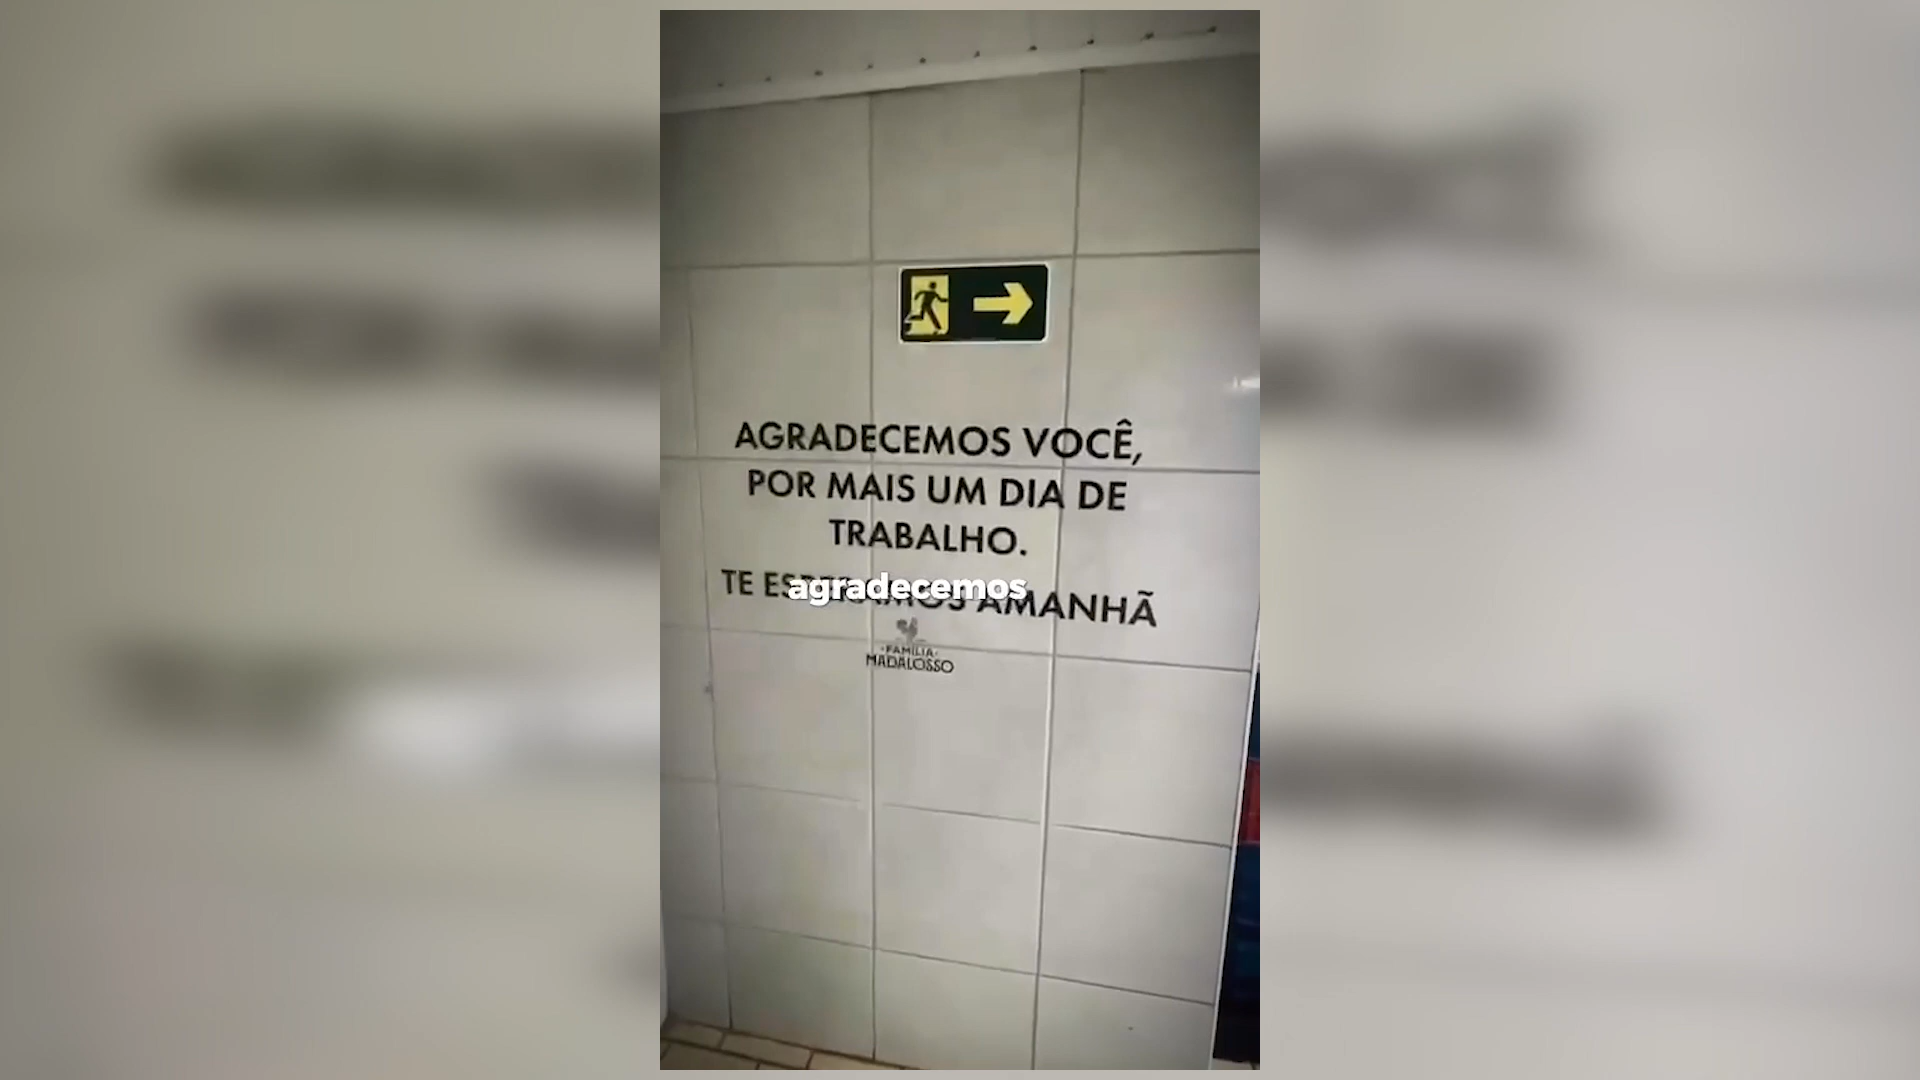 AGRADECEMOS VOCÊ,
POR MAIS UM DIA DE
TRABALHO.
TE ESPERAMOS AMANHÃ
agradecemos
·FAMÍLIA·
MADALOSSO